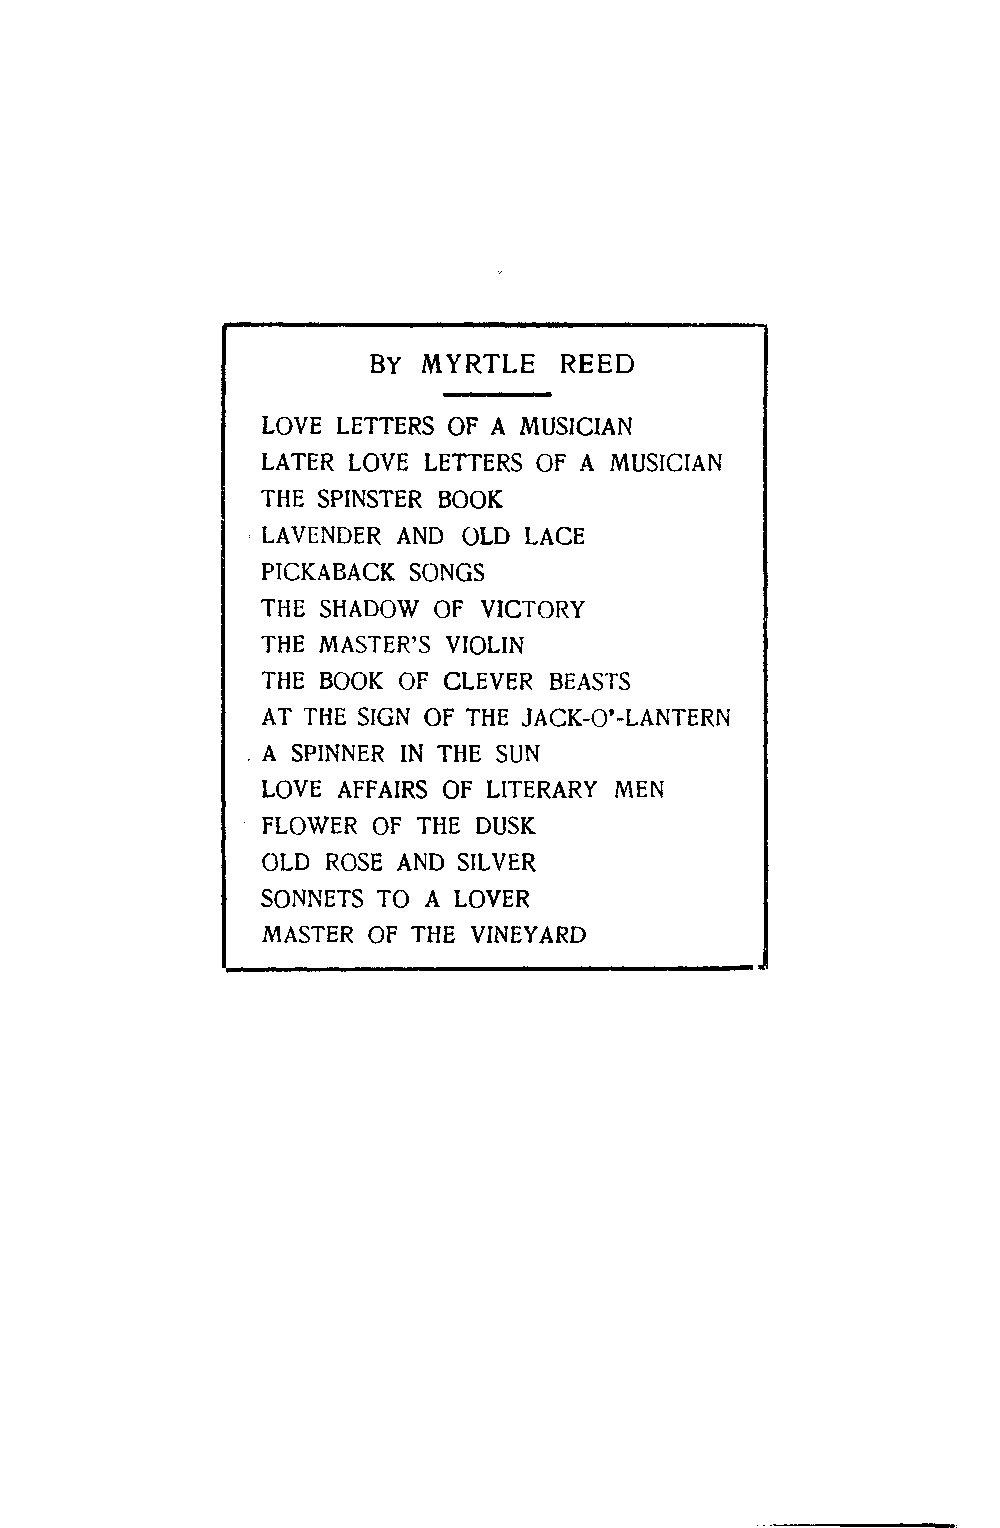 BY MYRTLE REED
LOVE LETTERS OF A MUSICIAN
LATER LOVE LETTERS OF A MUSICIAN
THE SPINSTER BOOK
LAVENDER AND OLD LACE
PICKABACK SONGS
THE SHADOW OF VICTORY
THE MASTER'S VIOLIN
THE BOOK OF CLEVER BEASTS
AT THE SIGN OF THE JACK-O'-LANTERN
A SPINNER IN THE SUN
LOVE AFFAIRS OF LITERARY MEN
FLOWER OF THE DUSK
OLD ROSE AND SILVER
SONNETS TO A LOVER
MASTER OF THE VINEYARD